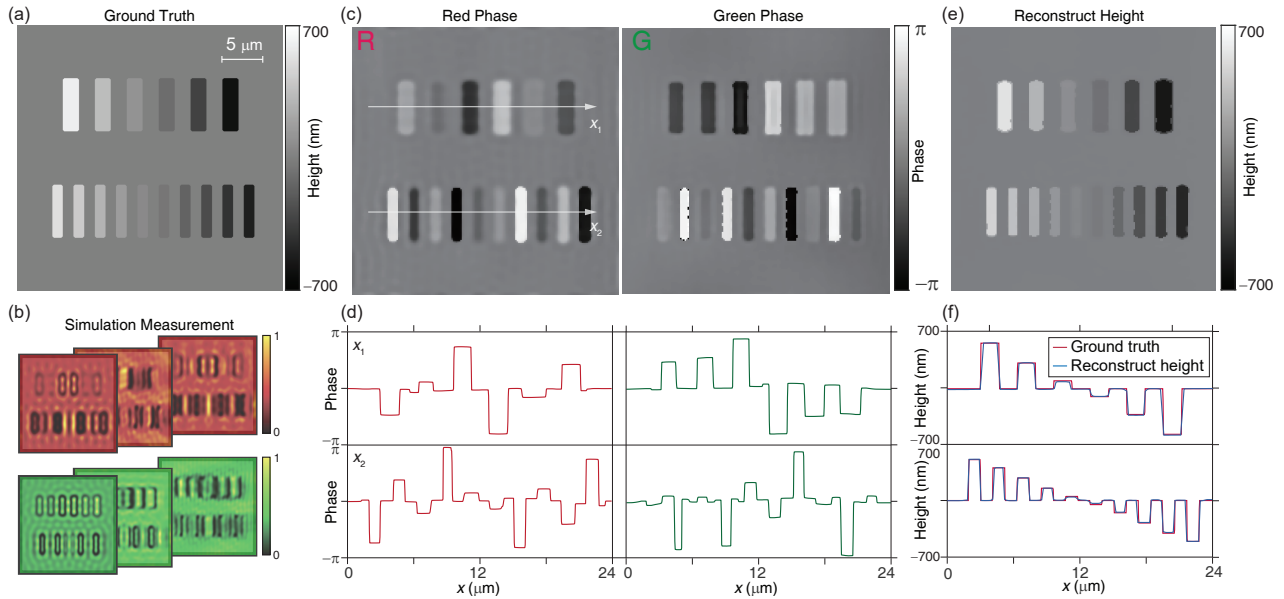 (a)
Ground Truth
5 μm
700
Height (nm)
−700
(c)
Red Phase
R
x1
x2
Green Phase
G
π
Phase
−π
(e)
Reconstruct Height
700
Height (nm)
−700
(b)
Simulation Measurement
1
0
1
0
(d)
π
x1
Phase
−π
x2
Phase
−π
0
12
24
x (μm)
12
24
x (μm)
(f)
700
Height (nm)
−700
Ground truth
Reconstruct height
700
Height (nm)
−700
0
12
24
x (μm)